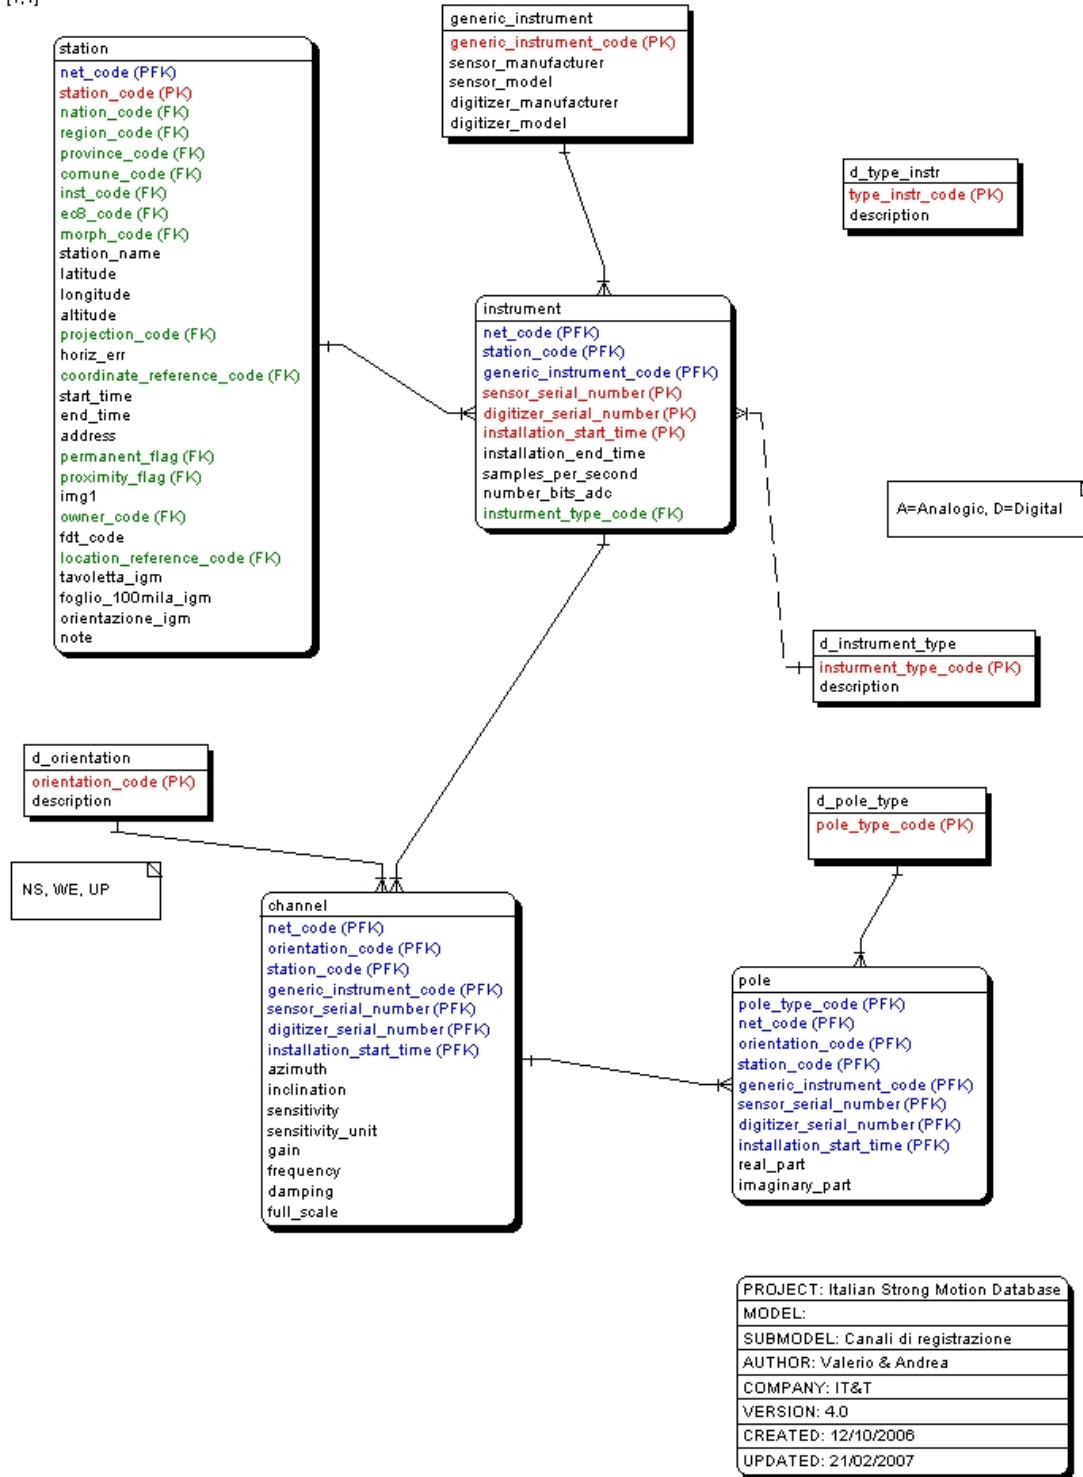 [1,1]
generic_instrument
generic_instrument_code (PK)
sensor_manufacturer
sensor_model
digitizer_manufacturer
digitizer_model
station
net_code (PFK)
station_code (PK)
nation_code (FK)
region_code (FK)
province_code (FK)
comune_code (FK)
inst_code (FK)
ec8_code (FK)
morph_code (FK)
station_name
latitude
longitude
altitude
projection_code (FK)
horiz_err
coordinate_reference_code (FK)
start_time
end_time
address
permanent_flag (FK)
proximity_flag (FK)
img1
owner_code (FK)
fdt_code
location_reference_code (FK)
tavoletta_igm
foglio_100mila_igm
orientazione_igm
note
d_type_instr
type_instr_code (PK)
description
instrument
net_code (PFK)
station_code (PFK)
generic_instrument_code (PFK)
sensor_serial_number (PK)
digitizer_serial_number (PK)
installation_start_time (PK)
installation_end_time
samples_per_second
number_bits_adc
insturment_type_code (FK)
A=Analogic, D=Digital
d_instrument_type
insturment_type_code (PK)
description
d_orientation
orientation_code (PK)
description
NS, WE, UP
d_pole_type
pole_type_code (PK)
channel
net_code (PFK)
orientation_code (PFK)
station_code (PFK)
generic_instrument_code (PFK)
sensor_serial_number (PFK)
digitizer_serial_number (PFK)
installation_start_time (PFK)
azimuth
inclination
sensitivity
sensitivity_unit
gain
frequency
damping
full_scale
pole
pole_type_code (PFK)
net_code (PFK)
orientation_code (PFK)
station_code (PFK)
generic_instrument_code (PFK)
sensor_serial_number (PFK)
digitizer_serial_number (PFK)
installation_start_time (PFK)
real_part
imaginary_part
PROJECT: Italian Strong Motion Database
MODEL:
SUBMODEL: Canali di registrazione
AUTHOR: Valerio & Andrea
COMPANY: IT&T
VERSION: 4.0
CREATED: 12/10/2006
UPDATED: 21/02/2007